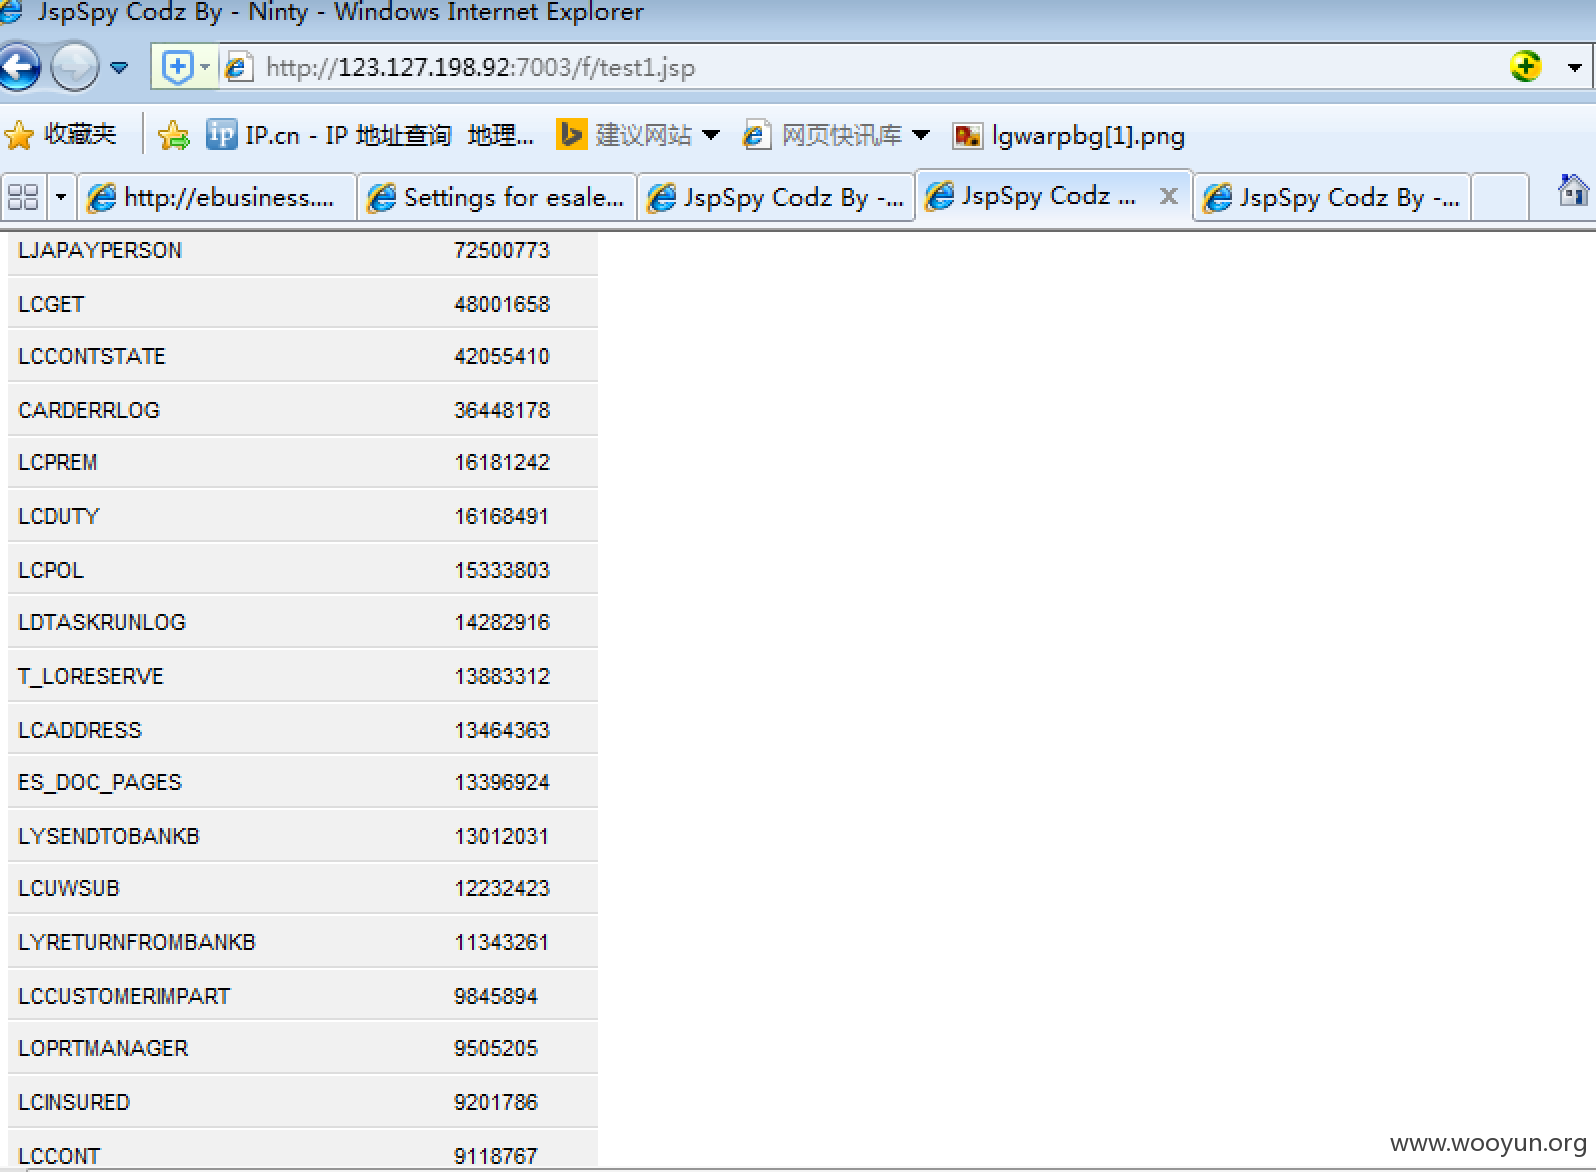 JspSpy Codz By - Ninty - Windows Internet Explorer
http://123.127.198.92:7003/f/test1.jsp
收藏夹 ip IP.cn - IP 地址查询 地理... 建议网站 网页快讯库 lgwarpbg[1].png
http://ebusiness.... Settings for esale... JspSpy Codz By -... JspSpy Codz ... JspSpy Codz By -...
LJAPAYPERSON 72500773
LCGET 48001658
LCCONTSTATE 42055410
CARDERRLOG 36448178
LCPREM 16181242
LCDUTY 16168491
LCPOL 15333803
LDTASKRUNLOG 14282916
T_LORESERVE 13883312
LCADDRESS 13464363
ES_DOC_PAGES 13396924
LYSENDTOBANKB 13012031
LCUWSUB 12232423
LYRETURNFROMBANKB 11343261
LCCUSTOMERIMPART 9845894
LOPRTMANAGER 9505205
LCINSURED 9201786
LCCONT 9118767
www.wooyun.org